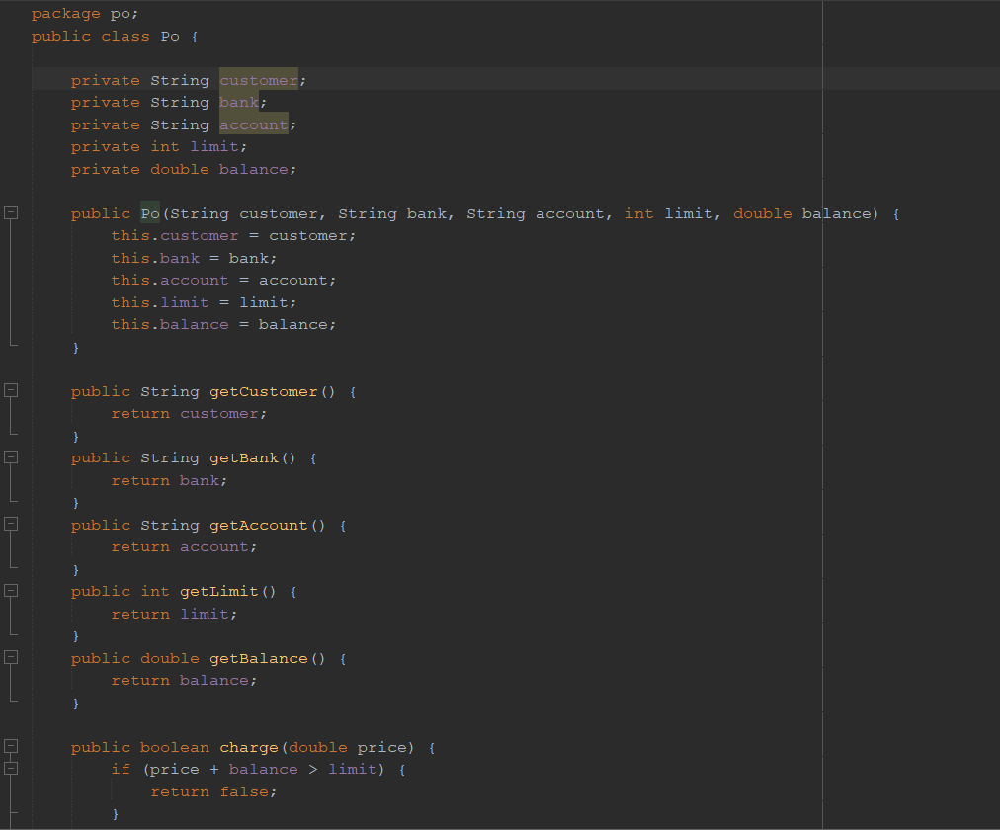 package po;
public class Po {
private String customer;
private String bank;
private String account;
private int limit;
private double balance;
public Po(String customer, String bank, String account, int limit, double balance) {
this.customer = customer;
this.bank = bank;
this.account = account;
this.limit = limit;
this.balance = balance;
}
public String getCustomer() {
return customer;
}
public String getBank() {
return bank;
}
public String getAccount() {
return account;
}
public int getLimit() {
return limit;
}
public double getBalance() {
return balance;
}
public boolean charge(double price) {
if (price + balance > limit) {
return false;
}